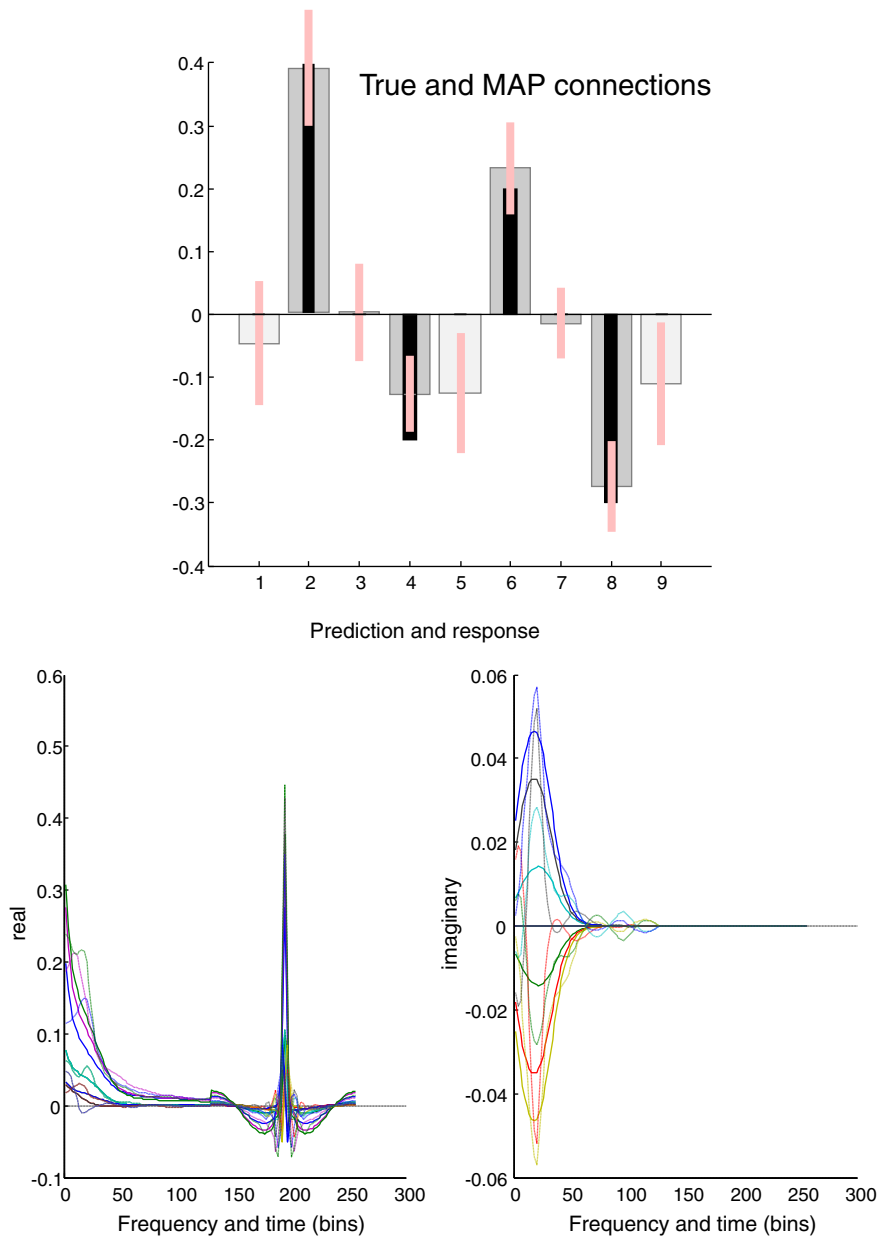 True and MAP connections
0.4
0.3
0.2
0.1
0
-0.1
-0.2
-0.3
-0.4
1 2 3 4 5 6 7 8 9
Prediction and response
0.6
0.5
0.4
0.3
0.2
0.1
0
-0.1
real
0 50 100 150 200 250 300
Frequency and time (bins)
0.06
0.04
0.02
0
-0.02
-0.04
-0.06
imaginary
0 50 100 150 200 250 300
Frequency and time (bins)